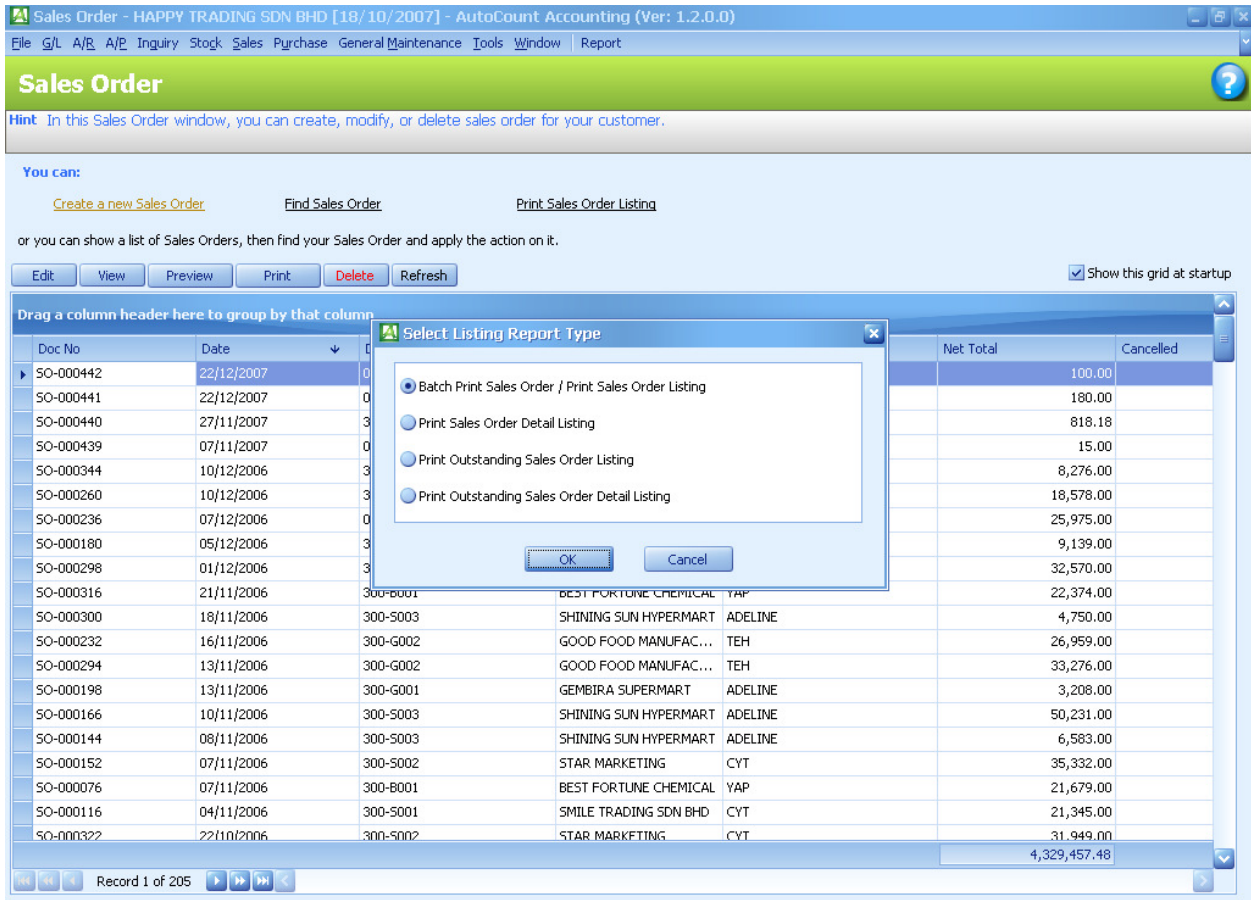 Sales Order - HAPPY TRADING SDN BHD [18/10/2007] - AutoCount Accounting (Ver: 1.2.0.0)
File G/L A/R A/P Inquiry Stock Sales Purchase General Maintenance Tools Window Report
Sales Order
?
Hint In this Sales Order window, you can create, modify, or delete sales order for your customer.
You can:
Create a new Sales Order Find Sales Order Print Sales Order Listing
or you can show a list of Sales Orders, then find your Sales Order and apply the action on it.
Edit View Preview Print Delete Refresh Show this grid at startup
Drag a column header here to group by that column
Select Listing Report Type
Batch Print Sales Order / Print Sales Order Listing
Print Sales Order Detail Listing
Print Outstanding Sales Order Listing
Print Outstanding Sales Order Detail Listing
OK Cancel
Doc No Date Net Total Cancelled
SO-000442 22/12/2007 100.00
SO-000441 22/12/2007 180.00
SO-000440 27/11/2007 818.18
SO-000439 07/11/2007 15.00
SO-000344 10/12/2006 8,276.00
SO-000260 10/12/2006 18,578.00
SO-000236 07/12/2006 25,975.00
SO-000180 05/12/2006 9,139.00
SO-000298 01/12/2006 32,570.00
SO-000316 21/11/2006 300-B001 BEST FORTUNE CHEMICAL YAP 22,374.00
SO-000300 18/11/2006 300-S003 SHINING SUN HYPERMART ADELINE 4,750.00
SO-000232 16/11/2006 300-G002 GOOD FOOD MANUFAC... TEH 26,959.00
SO-000294 13/11/2006 300-G002 GOOD FOOD MANUFAC... TEH 33,276.00
SO-000198 13/11/2006 300-G001 GEMBIRA SUPERMART ADELINE 3,208.00
SO-000166 10/11/2006 300-S003 SHINING SUN HYPERMART ADELINE 50,231.00
SO-000144 08/11/2006 300-S003 SHINING SUN HYPERMART ADELINE 6,583.00
SO-000152 07/11/2006 300-S002 STAR MARKETING CYT 35,332.00
SO-000076 07/11/2006 300-B001 BEST FORTUNE CHEMICAL YAP 21,679.00
SO-000116 04/11/2006 300-S001 SMILE TRADING SDN BHD CYT 21,345.00
SO-000322 22/10/2006 300-S002 STAR MARKETING CYT 31,949.00
4,329,457.48
Record 1 of 205